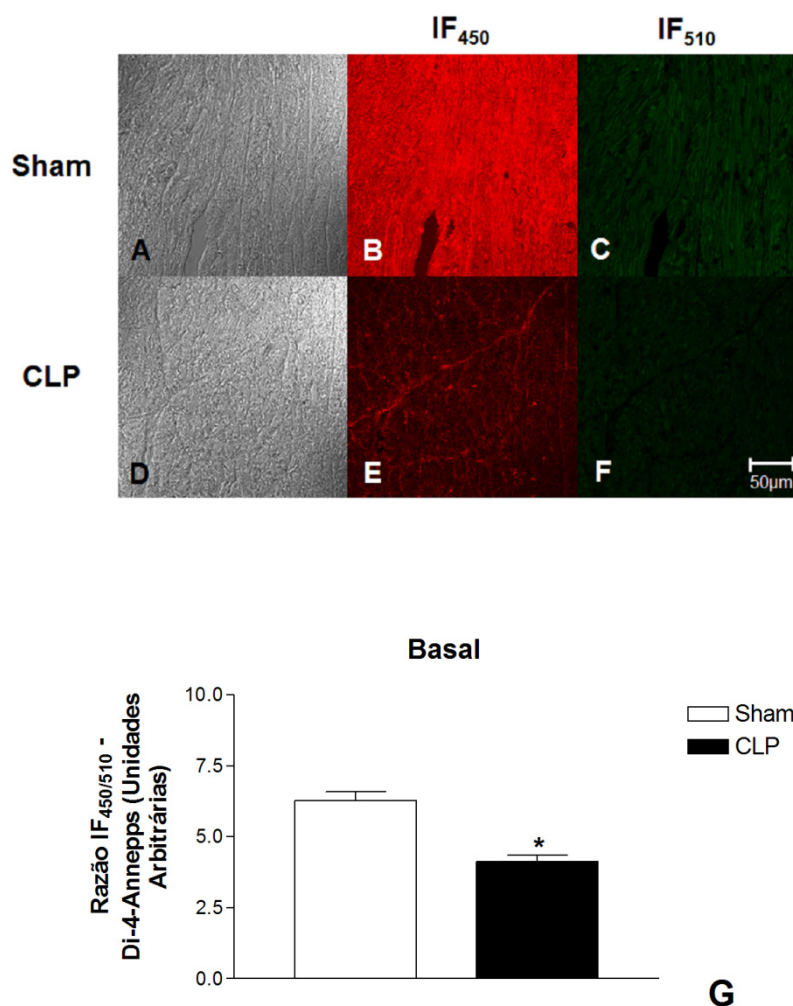 IF450 IF510
Sham
A B C
CLP
D E F
50µm
Basal
Razão IF450/510 -
Di-4-Annepps (Unidades
Arbitrárias)
10.0
7.5
5.0
2.5
0.0
*
Sham
CLP
G